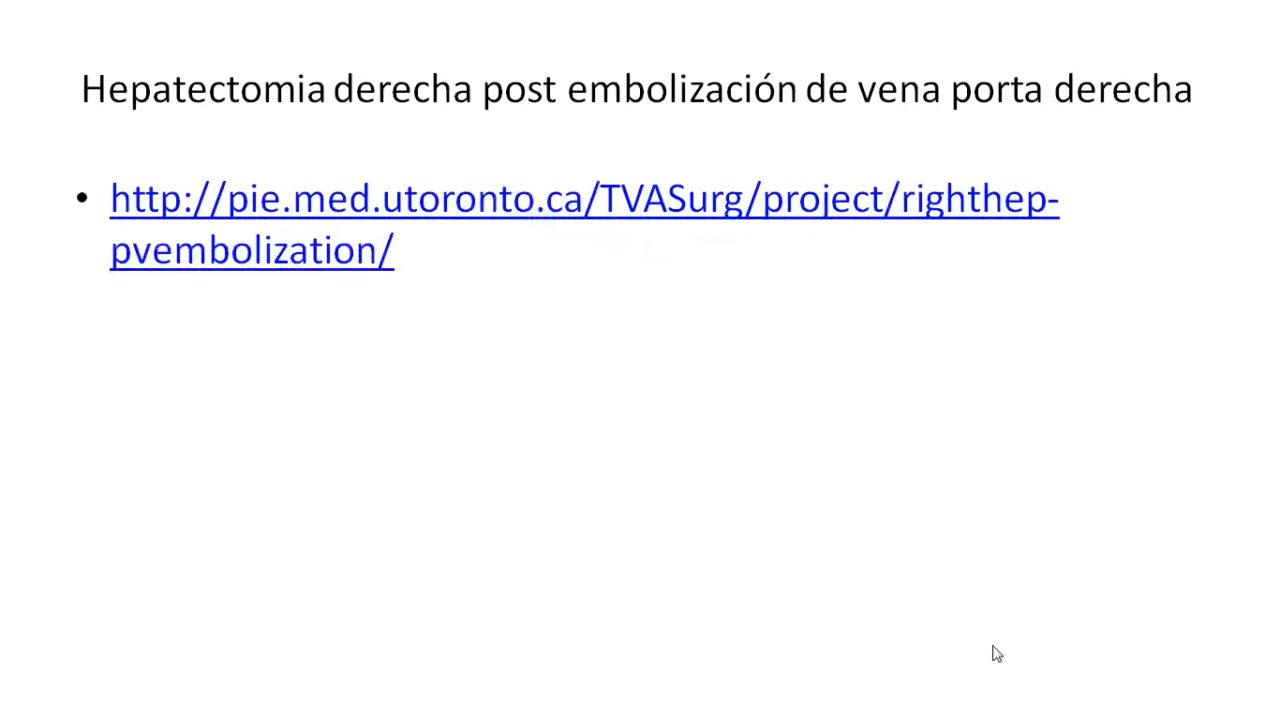 Hepatectomia derecha post embolización de vena porta derecha
• http://pie.med.utoronto.ca/TVASurg/project/righthep-
pvembolization/